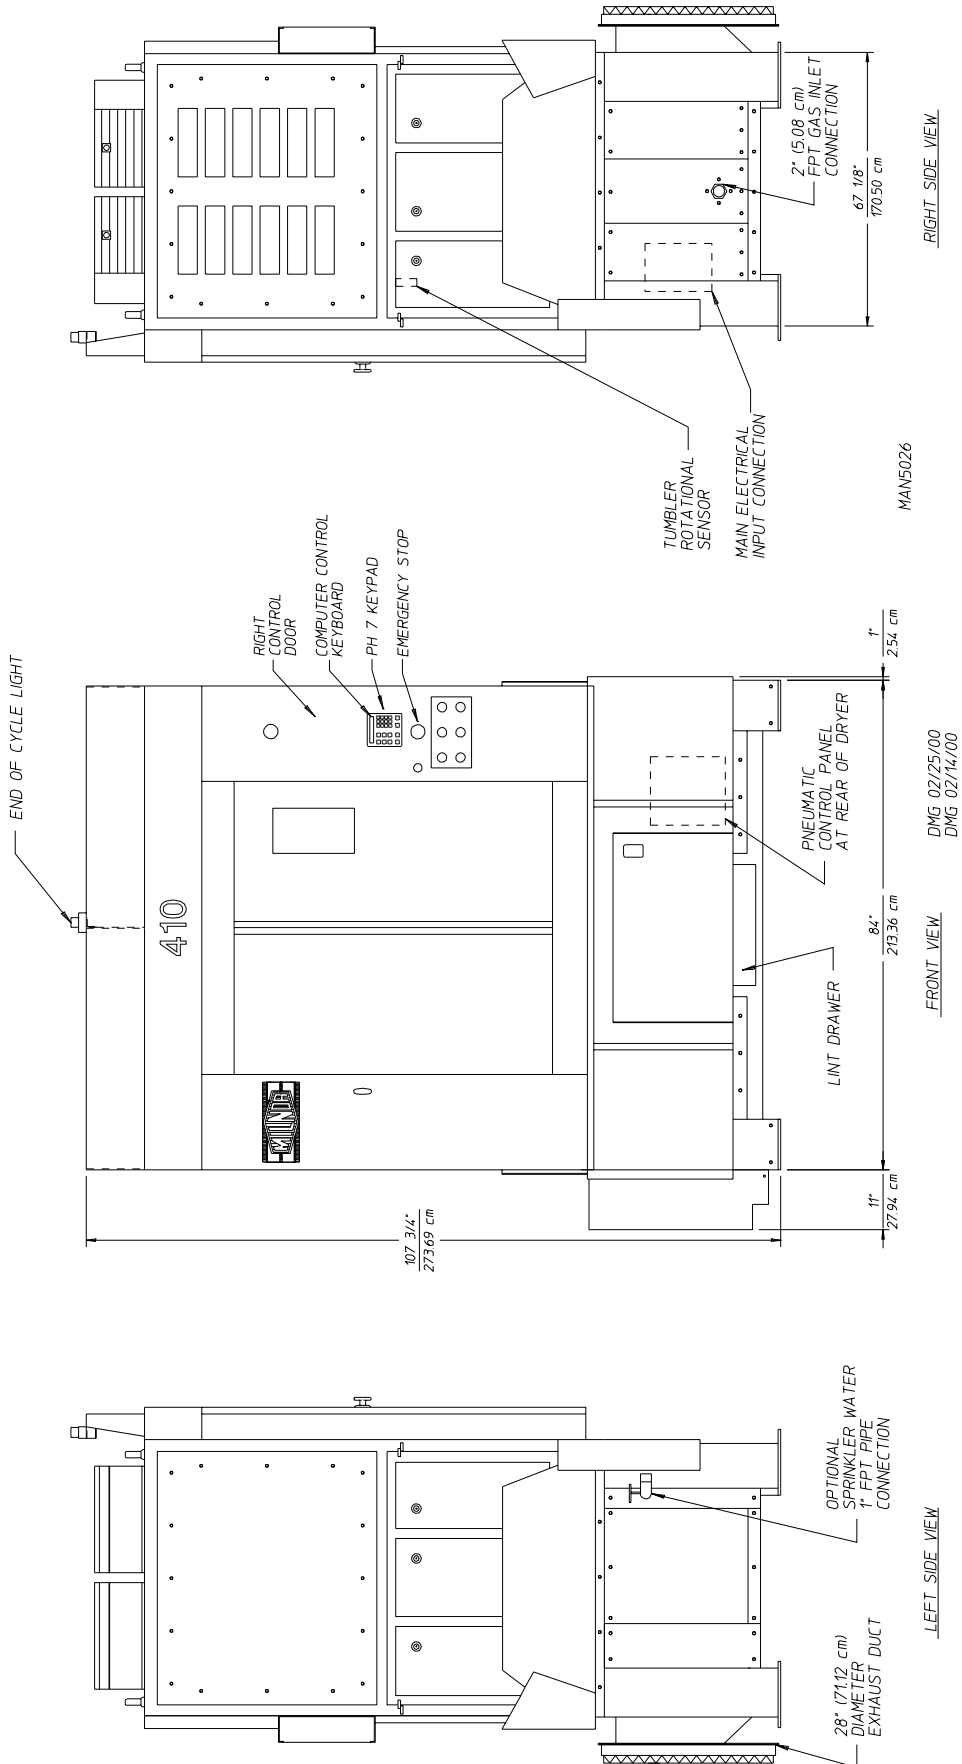 28" (71.12 cm)
DIAMETER
EXHAUST DUCT
OPTIONAL
SPRINKLER WATER
1" FPT PIPE
CONNECTION
LEFT SIDE VIEW
END OF CYCLE LIGHT
410
MILNOR
RIGHT
CONTROL
DOOR
COMPUTER CONTROL
KEYBOARD
PH 7 KEYPAD
EMERGENCY STOP
107 3/4"
273.69 cm
LINT DRAWER
PNEUMATIC
CONTROL PANEL
AT REAR OF DRYER
11"
27.94 cm
84"
213.36 cm
1"
2.54 cm
FRONT VIEW
DMG 02/25/00
DMG 02/14/00
TUMBLER
ROTATIONAL
SENSOR
MAIN ELECTRICAL
INPUT CONNECTION
2" (5.08 cm)
FPT GAS INLET
CONNECTION
67 1/8"
170.50 cm
MAN5026
RIGHT SIDE VIEW